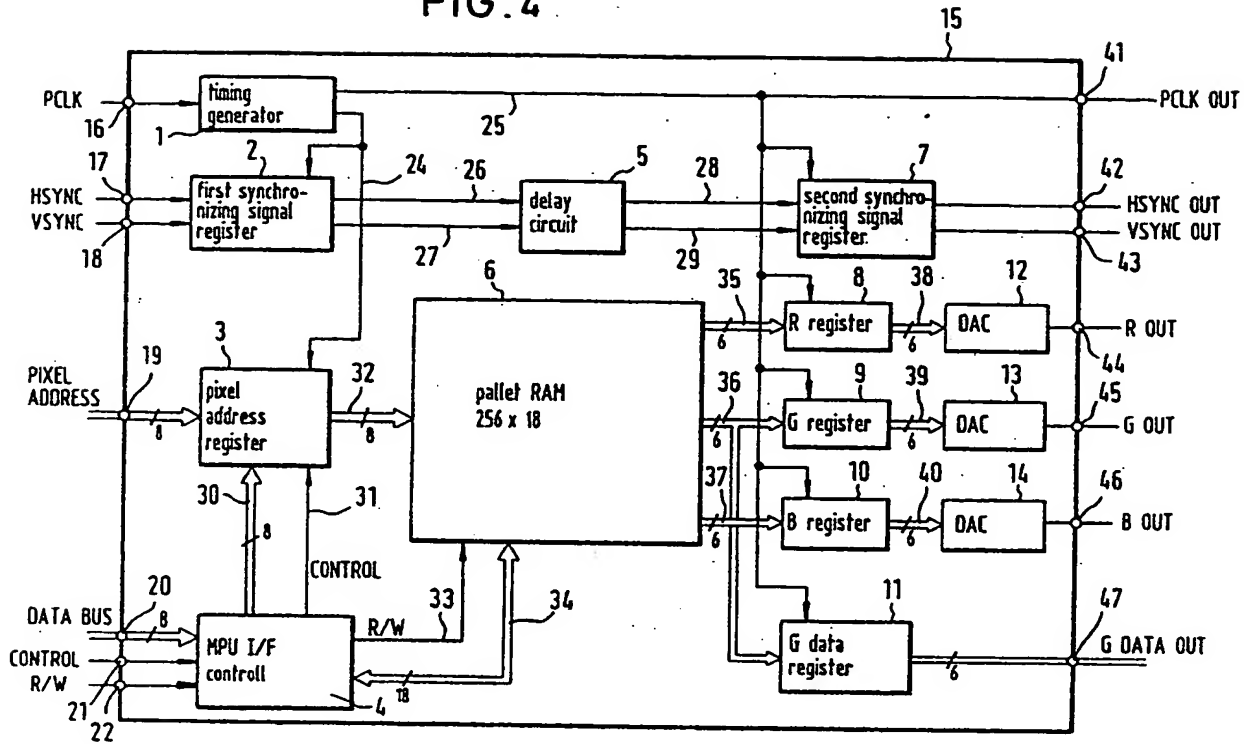 FIG. 4
15
41
PCLK
16
timing
generator
1
25
PCLK OUT
17
2
24
26
5
28
7
42
HSYNC
VSYNC
18
first synchro-
nizing signal
register
27
delay
circuit
29
second synchro-
nizing signal
register.
HSYNC OUT
VSYNC OUT
43
6
35
8
38
12
R register
DAC
R OUT
6
6
44
3
19
32
PIXEL
ADDRESS
8
pixel
address
register
8
pallet RAM
256 x 18
36
9
39
13
45
G register
DAC
G OUT
6
6
30
31
37
10
40
14
46
8
B register
DAC
B OUT
6
6
CONTROL
20
33
34
11
47
DATA BUS
8
R/W
CONTROL
R/W
MPU I/F
controll
G data
register
G DATA OUT
6
18
21
4
22